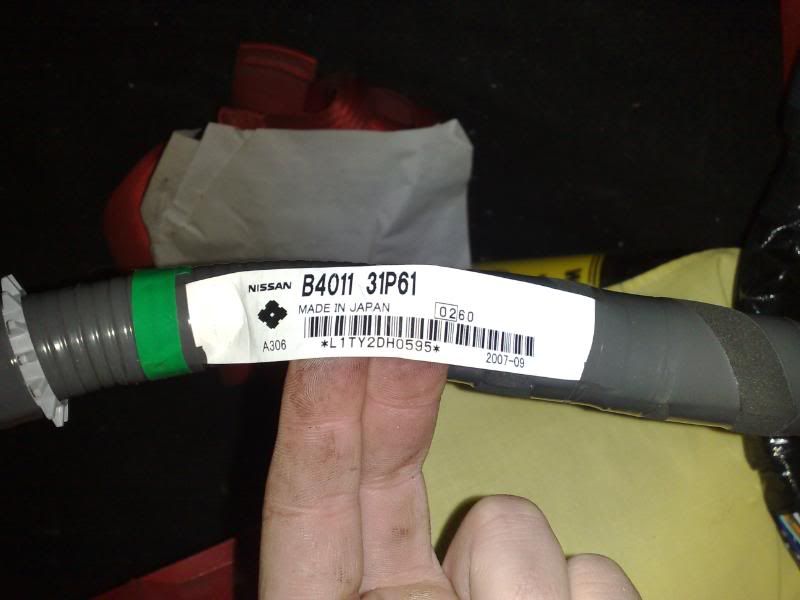 NISSAN B4011 31P61
MADE IN JAPAN 0260
A306 *L1TY2DH0595* 2007-09